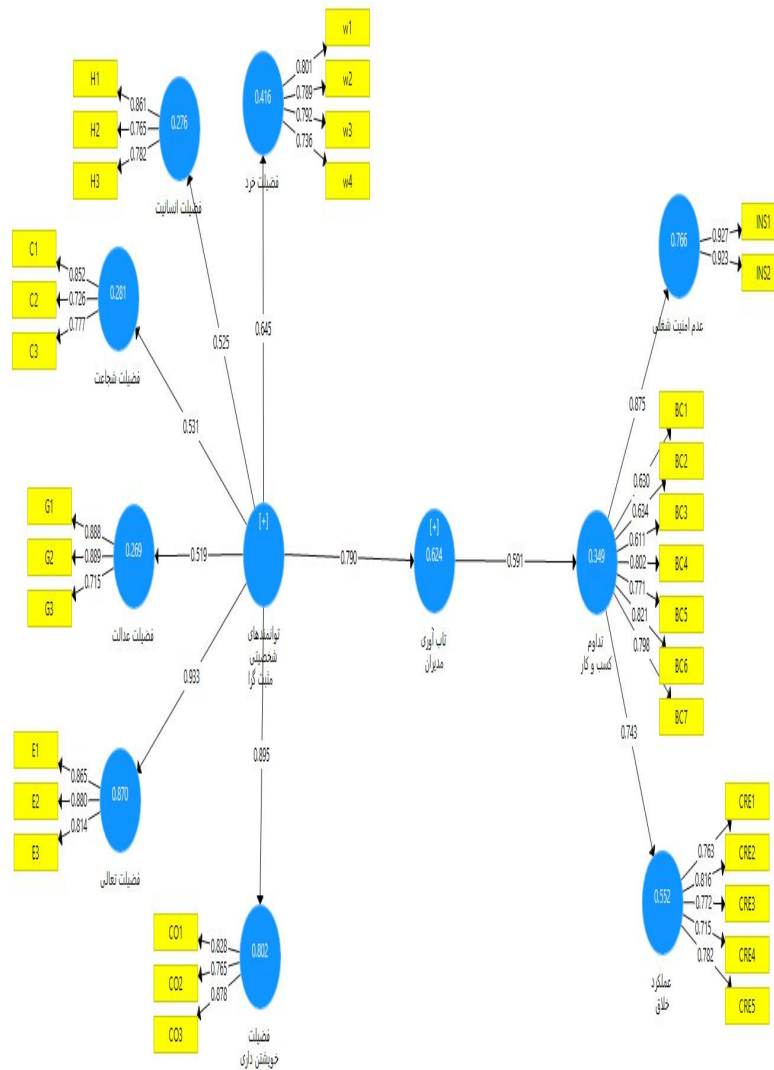 w1
w2
w3
w4
0.801
0.789
0.792
0.736
0.416
فضیلت خرد
H1
H2
H3
0.861
0.765
0.782
0.276
فضیلت انسانیت
C1
C2
C3
0.852
0.726
0.777
0.281
فضیلت شجاعت
G1
G2
G3
0.888
0.889
0.715
0.269
فضیلت عدالت
E1
E2
E3
0.865
0.880
0.814
0.870
فضیلت تعالی
CO1
CO2
CO3
0.828
0.765
0.878
0.802
فضیلت
خویشتن داری
0.645
0.525
0.531
0.519
0.933
0.895
[+]
توانمندهای
شخصیتی
مثبت گرا
0.790
[+]
0.624
تاب آوری
مدیران
0.591
0.349
تداوم
کسب و کار
0.875
0.743
0.766
عدم امنیت شغلی
0.927
0.923
INS1
INS2
0.630
0.634
0.611
0.802
0.771
0.821
0.798
BC1
BC2
BC3
BC4
BC5
BC6
BC7
0.552
عملکرد
خلاق
0.763
0.816
0.772
0.715
0.782
CRE1
CRE2
CRE3
CRE4
CRE5